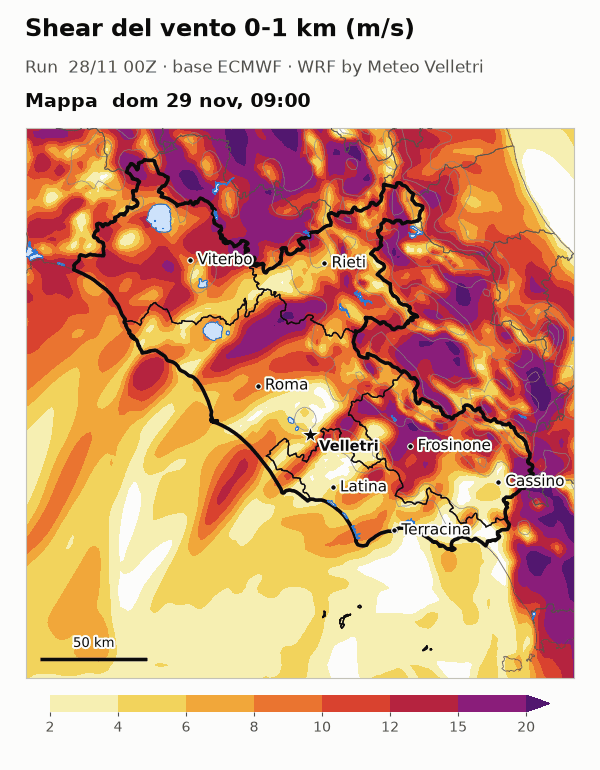 Shear del vento 0-1 km (m/s)
Run  28/11 00Z · base ECMWF · WRF by Meteo Velletri
Mappa  dom 29 nov, 09:00
Viterbo
Rieti
Roma
Velletri
Frosinone
Cassino
Latina
Terracina
50 km
2 4 6 8 10 12 15 20